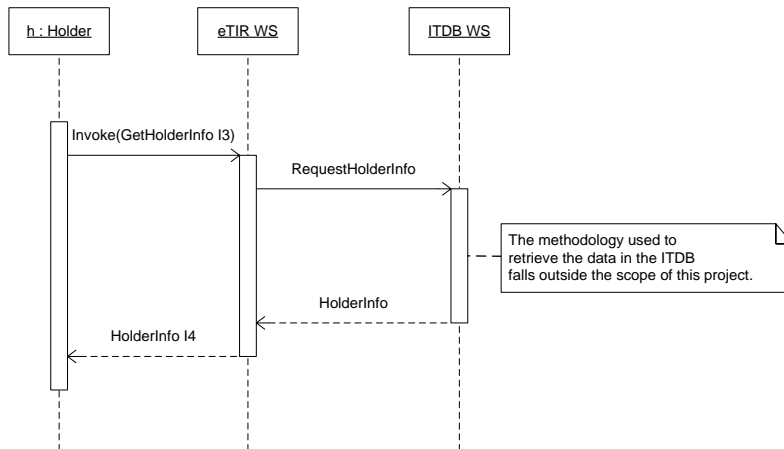 h : Holder
eTIR WS
ITDB WS
Invoke(GetHolderInfo I3)
RequestHolderInfo
The methodology used to
retrieve the data in the ITDB
falls outside the scope of this project.
HolderInfo
HolderInfo I4